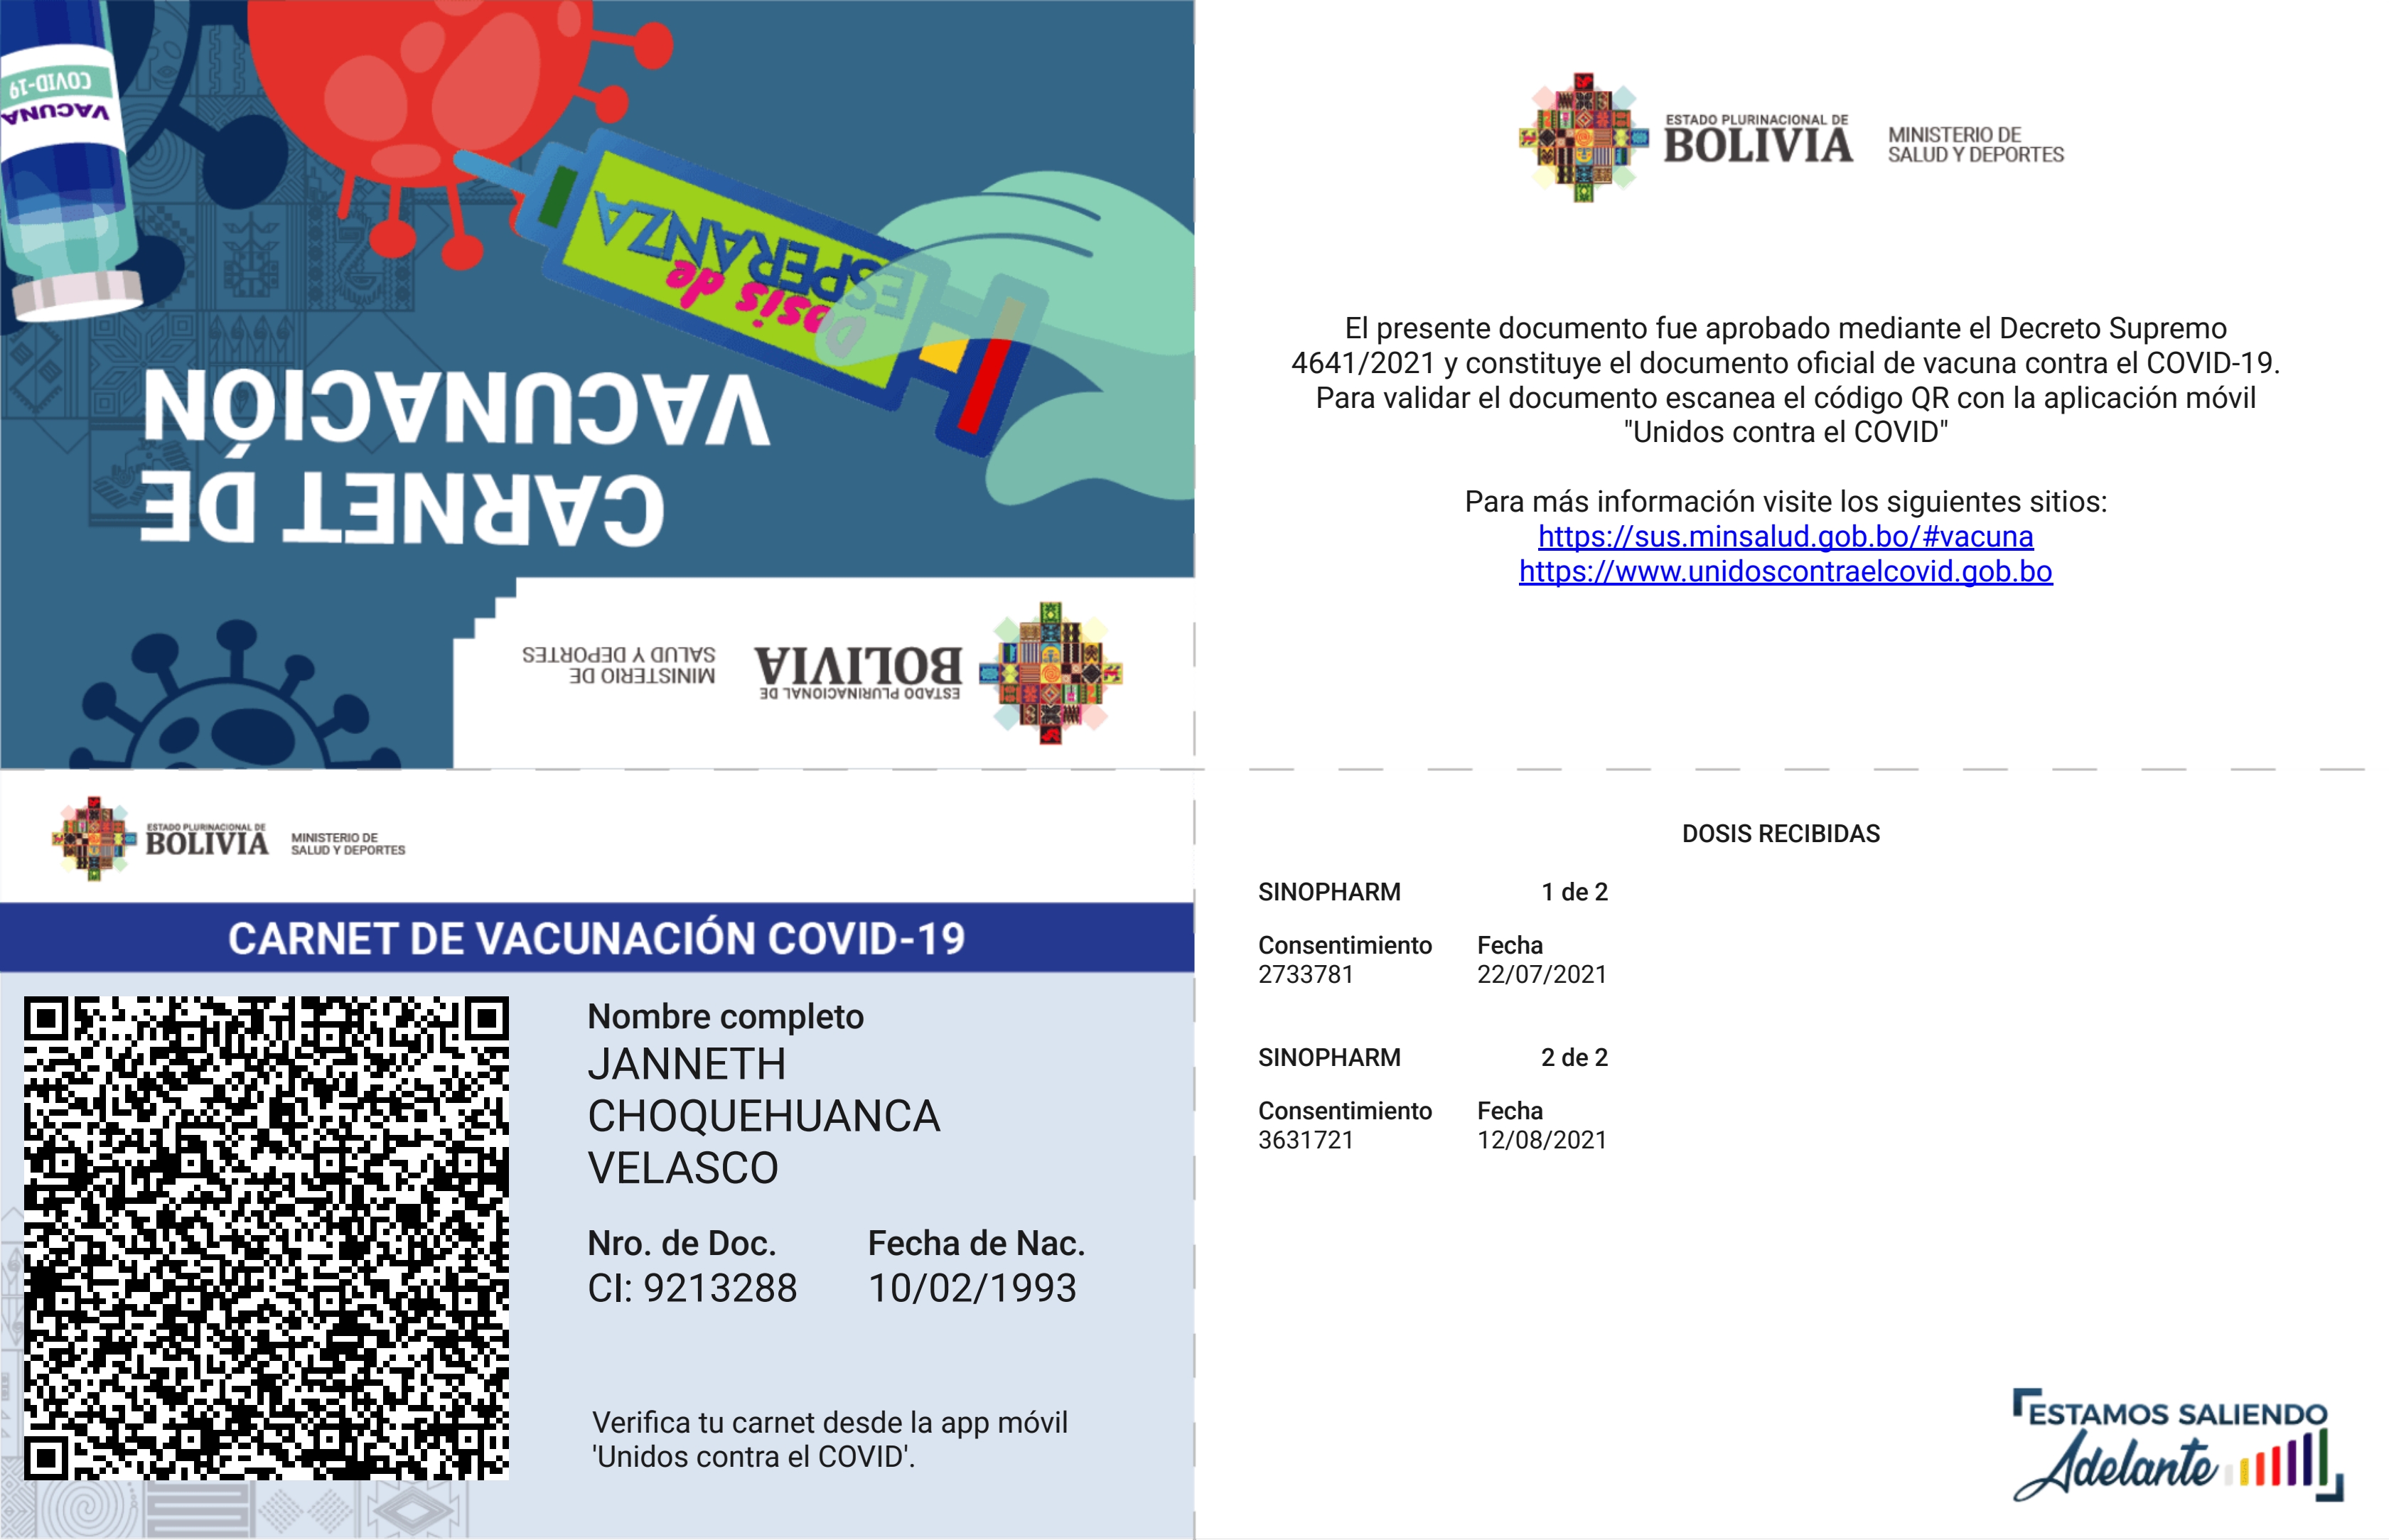 COVID-19
VACUNA
Dosis de
ESPERANZA
CARNET DE
VACUNACIÓN
ESTADO PLURINACIONAL DE
BOLIVIA
MINISTERIO DE
SALUD Y DEPORTES
ESTADO PLURINACIONAL DE
BOLIVIA
MINISTERIO DE
SALUD Y DEPORTES
El presente documento fue aprobado mediante el Decreto Supremo
4641/2021 y constituye el documento oficial de vacuna contra el COVID-19.
Para validar el documento escanea el código QR con la aplicación móvil
"Unidos contra el COVID"
Para más información visite los siguientes sitios:
https://sus.minsalud.gob.bo/#vacuna
https://www.unidoscontraelcovid.gob.bo
ESTADO PLURINACIONAL DE
BOLIVIA
MINISTERIO DE
SALUD Y DEPORTES
CARNET DE VACUNACIÓN COVID-19
Nombre completo
JANNETH
CHOQUEHUANCA
VELASCO
Nro. de Doc. Fecha de Nac.
CI: 9213288 10/02/1993
Verifica tu carnet desde la app móvil
'Unidos contra el COVID'.
DOSIS RECIBIDAS
SINOPHARM 1 de 2
Consentimiento Fecha
2733781 22/07/2021
SINOPHARM 2 de 2
Consentimiento Fecha
3631721 12/08/2021
ESTAMOS SALIENDO
Adelante